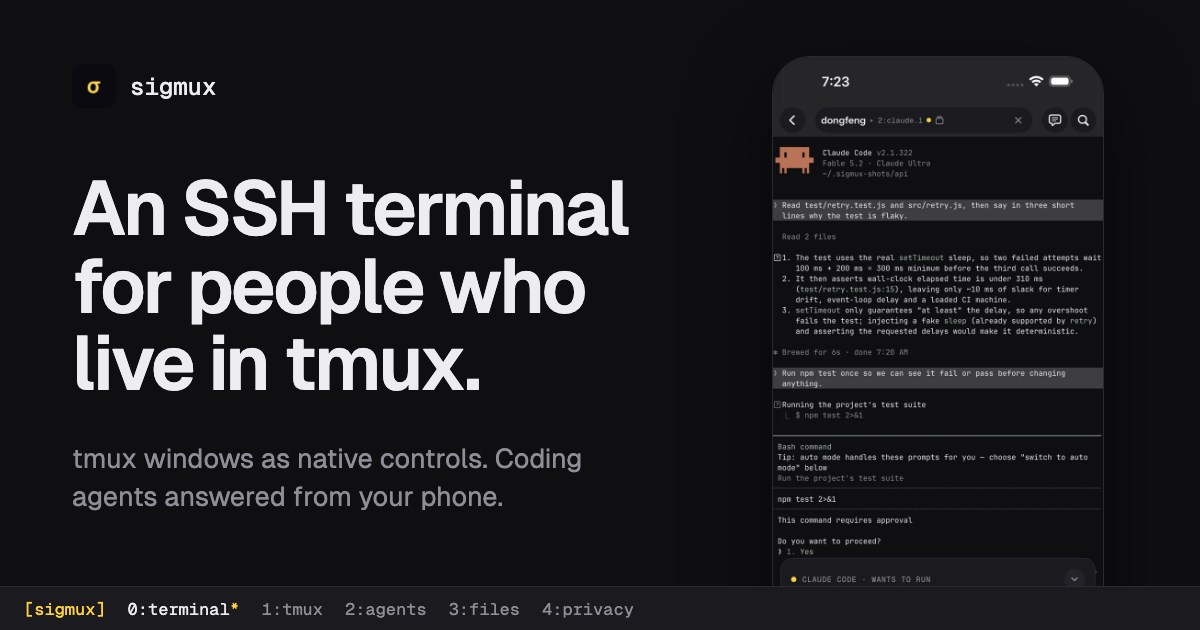 σ sigmux
An SSH terminal
for people who
live in tmux.
tmux windows as native controls. Coding
agents answered from your phone.
7:23
dongfeng • 2:claude.1
Claude Code v2.1.322
Fable 5.2 · Claude Ultra
~/.sigmux-shots/api
❯ Read test/retry.test.js and src/retry.js, then say in three short
lines why the test is flaky.
Read 2 files
1. The test uses the real setTimeout sleep, so two failed attempts wait
100 ms + 200 ms = 300 ms minimum before the third call succeeds.
2. It then asserts wall-clock elapsed time is under 310 ms
(test/retry.test.js:15), leaving only ~10 ms of slack for timer
drift, event-loop delay and a loaded CI machine.
3. setTimeout only guarantees "at least" the delay, so any overshoot
fails the test; injecting a fake sleep (already supported by retry)
and asserting the requested delays would make it deterministic.
✻ Brewed for 6s · done 7:20 AM
❯ Run npm test once so we can see it fail or pass before changing
anything.
Running the project's test suite
⎿ $ npm test 2>&1
Bash command
Tip: auto mode handles these prompts for you — choose "switch to auto
mode" below
Run the project's test suite
npm test 2>&1
This command requires approval
Do you want to proceed?
❯ 1. Yes
CLAUDE CODE · WANTS TO RUN
[sigmux] 0:terminal* 1:tmux 2:agents 3:files 4:privacy